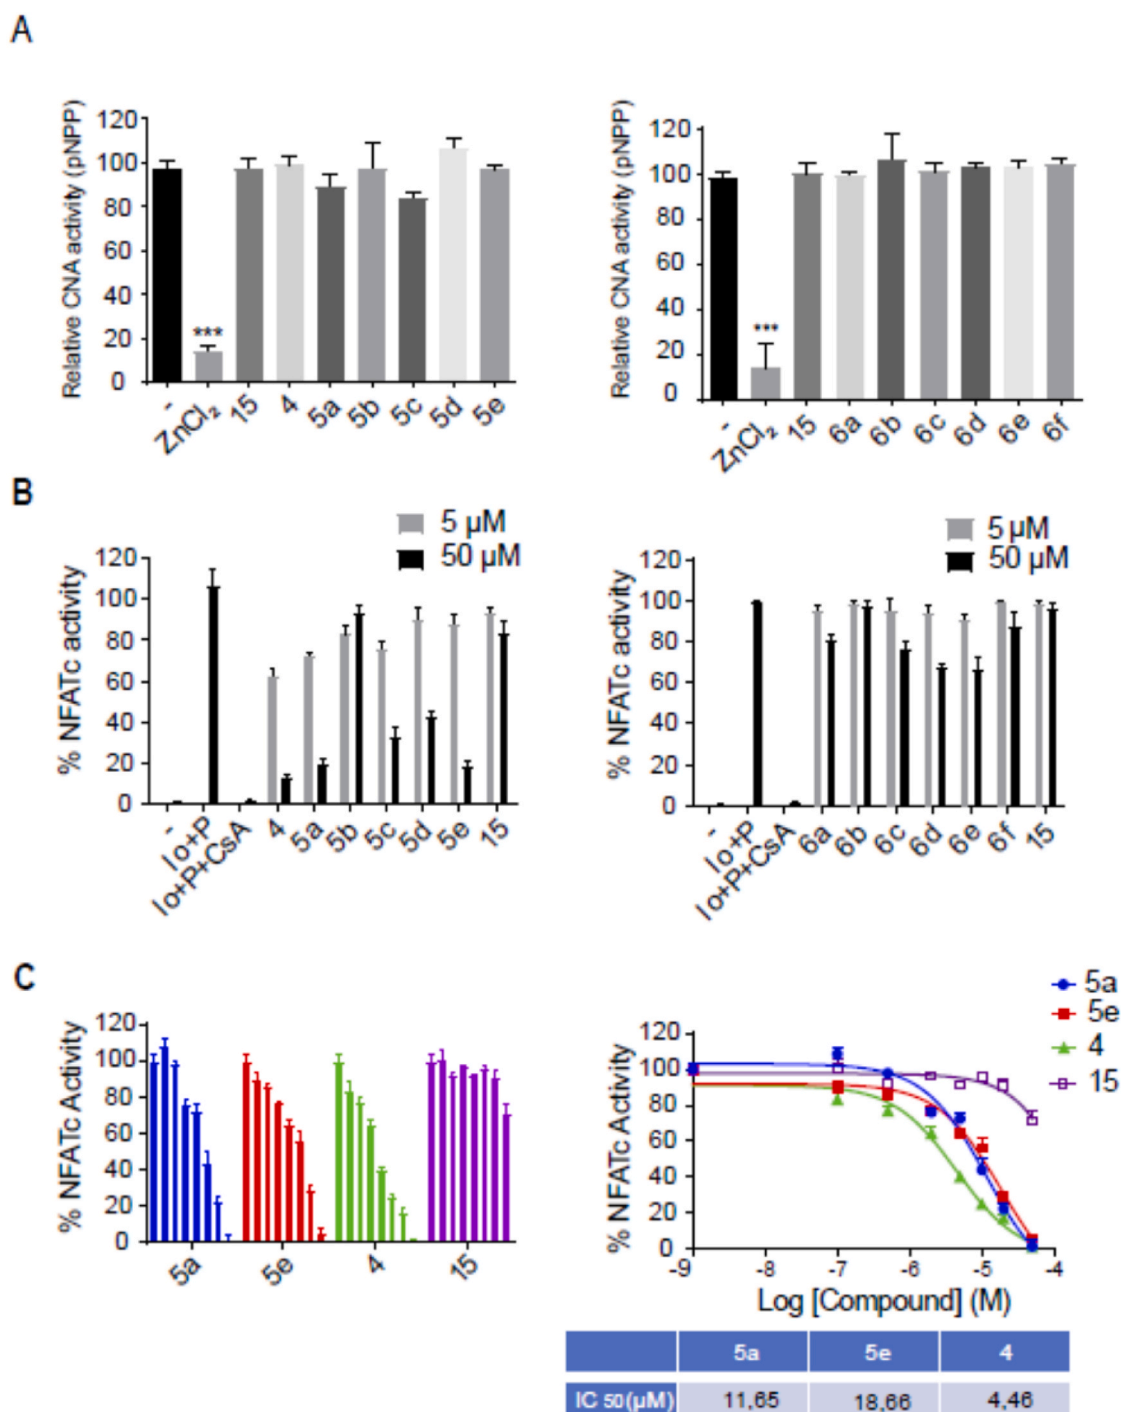 A
Relative CNA activity (pNPP)
120
100
80
60
40
20
0
***
- ZnCl₂ 15 4 5a 5b 5c 5d 5e
Relative CNA activity (pNPP)
120
100
80
60
40
20
0
***
- ZnCl₂ 15 6a 6b 6c 6d 6e 6f
B
5 µM
50 µM
% NFATc activity
120
100
80
60
40
20
0
- Io+P Io+P+CsA 4 5a 5b 5c 5d 5e 15
5 µM
50 µM
% NFATc activity
120
100
80
60
40
20
0
- Io+P Io+P+CsA 6a 6b 6c 6d 6e 6f 15
C
% NFATc Activity
120
100
80
60
40
20
0
5a 5e 4 15
5a
5e
4
15
% NFATc Activity
120
100
80
60
40
20
0
-9 -8 -7 -6 -5 -4
Log [Compound] (M)
5a 5e 4
IC 50(µM) 11,65 18,66 4,46